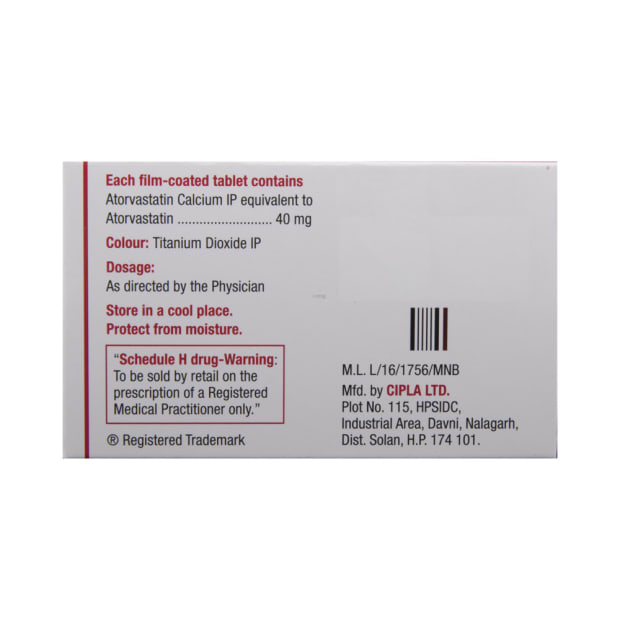 Each film-coated tablet contains
Atorvastatin Calcium IP equivalent to
Atorvastatin .......................... 40 mg
Colour: Titanium Dioxide IP
Dosage:
As directed by the Physician
Store in a cool place.
Protect from moisture.
“Schedule H drug-Warning:
To be sold by retail on the
prescription of a Registered
Medical Practitioner only.”
® Registered Trademark
M.L. L/16/1756/MNB
Mfd. by CIPLA LTD.
Plot No. 115, HPSIDC,
Industrial Area, Davni, Nalagarh,
Dist. Solan, H.P. 174 101.